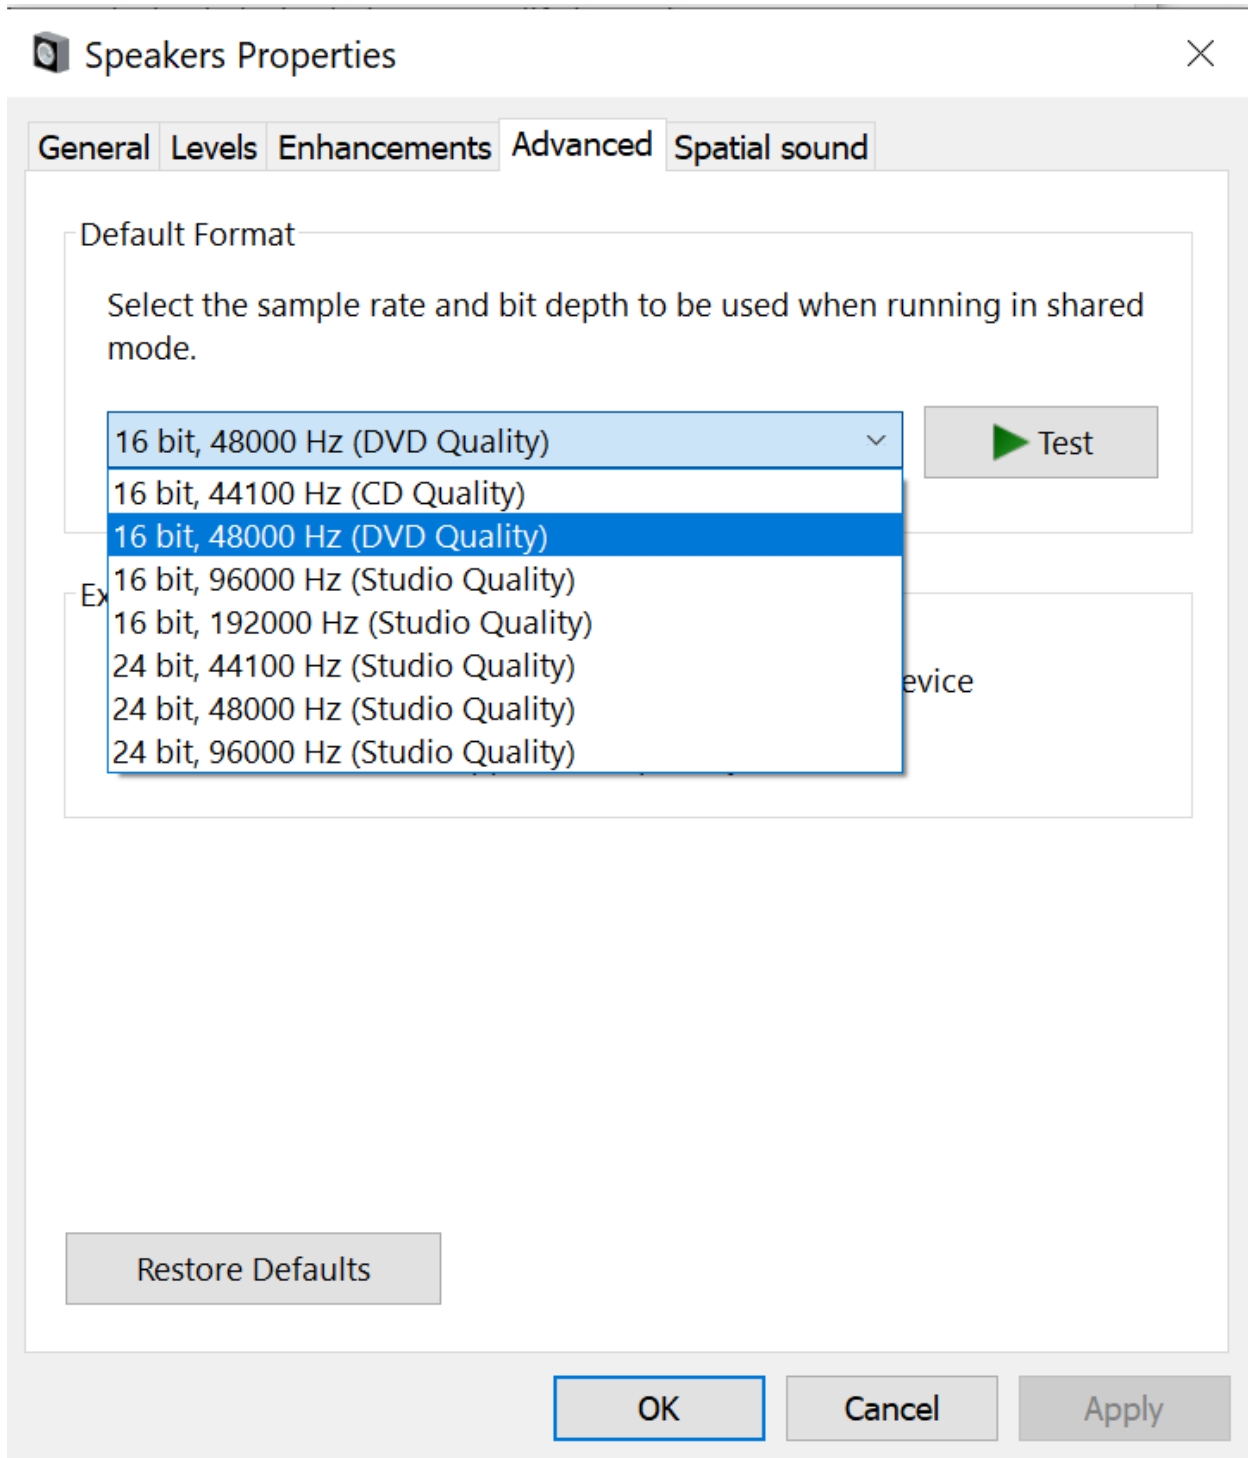 Speakers Properties
General Levels Enhancements Advanced Spatial sound
Default Format
Select the sample rate and bit depth to be used when running in shared
mode.
16 bit, 48000 Hz (DVD Quality)
Test
16 bit, 44100 Hz (CD Quality)
16 bit, 48000 Hz (DVD Quality)
16 bit, 96000 Hz (Studio Quality)
16 bit, 192000 Hz (Studio Quality)
24 bit, 44100 Hz (Studio Quality)
24 bit, 48000 Hz (Studio Quality)
24 bit, 96000 Hz (Studio Quality)
Restore Defaults
OK Cancel Apply